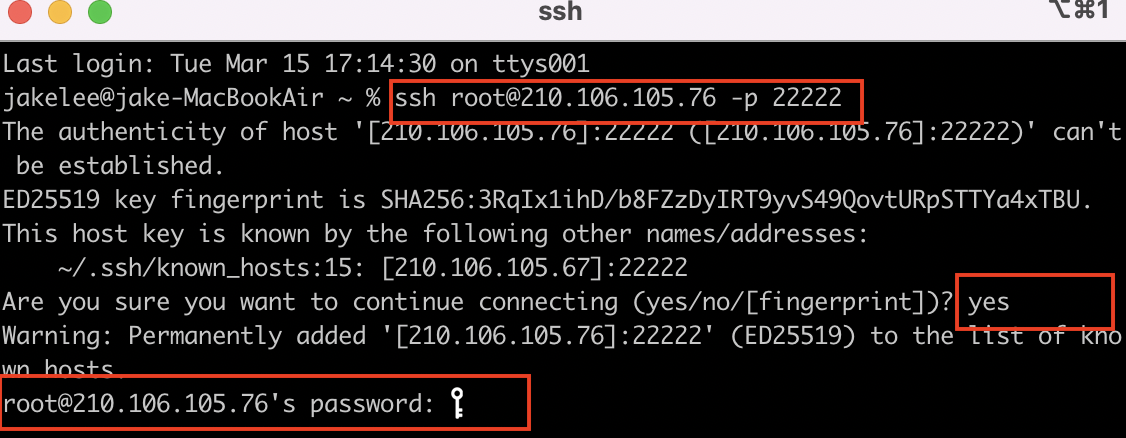 ssh
⌥⌘1
Last login: Tue Mar 15 17:14:30 on ttys001
jakelee@jake-MacBookAir ~ % ssh root@210.106.105.76 -p 22222
The authenticity of host '[210.106.105.76]:22222 ([210.106.105.76]:22222)' can't
be established.
ED25519 key fingerprint is SHA256:3RqIx1ihD/b8FZzDyIRT9yvS49QovtURpSTTYa4xTBU.
This host key is known by the following other names/addresses:
~/.ssh/known_hosts:15: [210.106.105.67]:22222
Are you sure you want to continue connecting (yes/no/[fingerprint])? yes
Warning: Permanently added '[210.106.105.76]:22222' (ED25519) to the list of kno
wn hosts.
root@210.106.105.76's password: